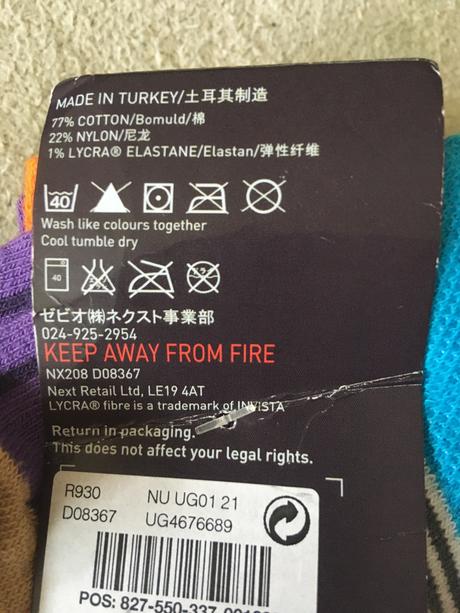 MADE IN TURKEY/土耳其制造
77% COTTON/Bomuld/棉
22% NYLON/尼龙
1% LYCRA® ELASTANE/Elastan/弹性纤维
40
Wash like colours together
Cool tumble dry
40
ゼビオ㈱ネクスト事業部
024-925-2954
KEEP AWAY FROM FIRE
NX208 D08367
Next Retail Ltd, LE19 4AT
LYCRA® fibre is a trademark of INVISTA
Return in packaging.
This does not affect your legal rights.
R930 NU UG01 21
D08367 UG4676689
POS: 827-550-337